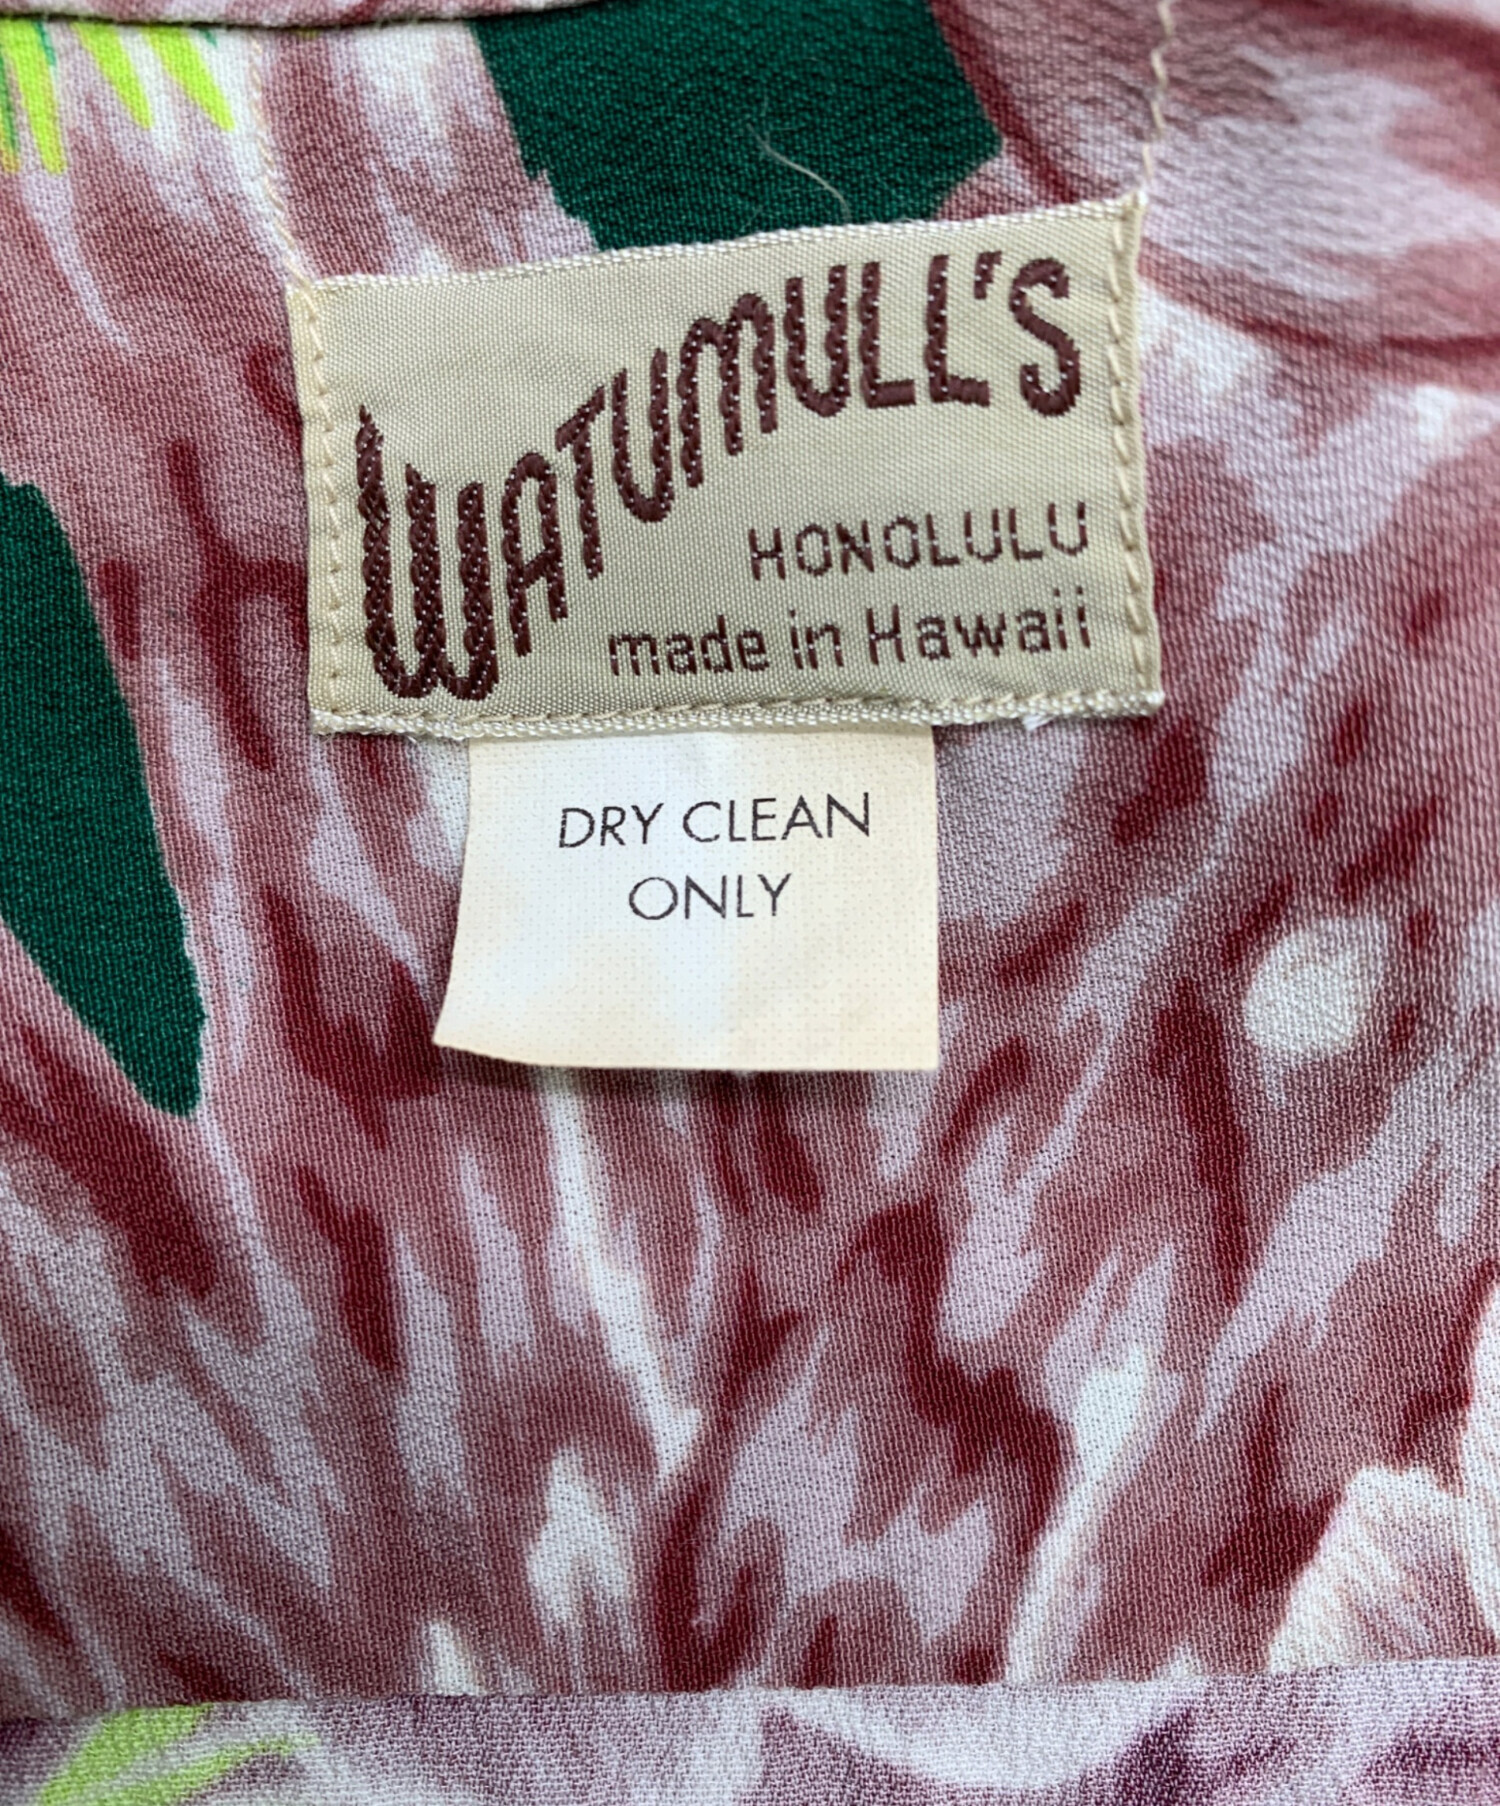 WATUMULL'S
HONOLULU
made in Hawaii
DRY CLEAN
ONLY